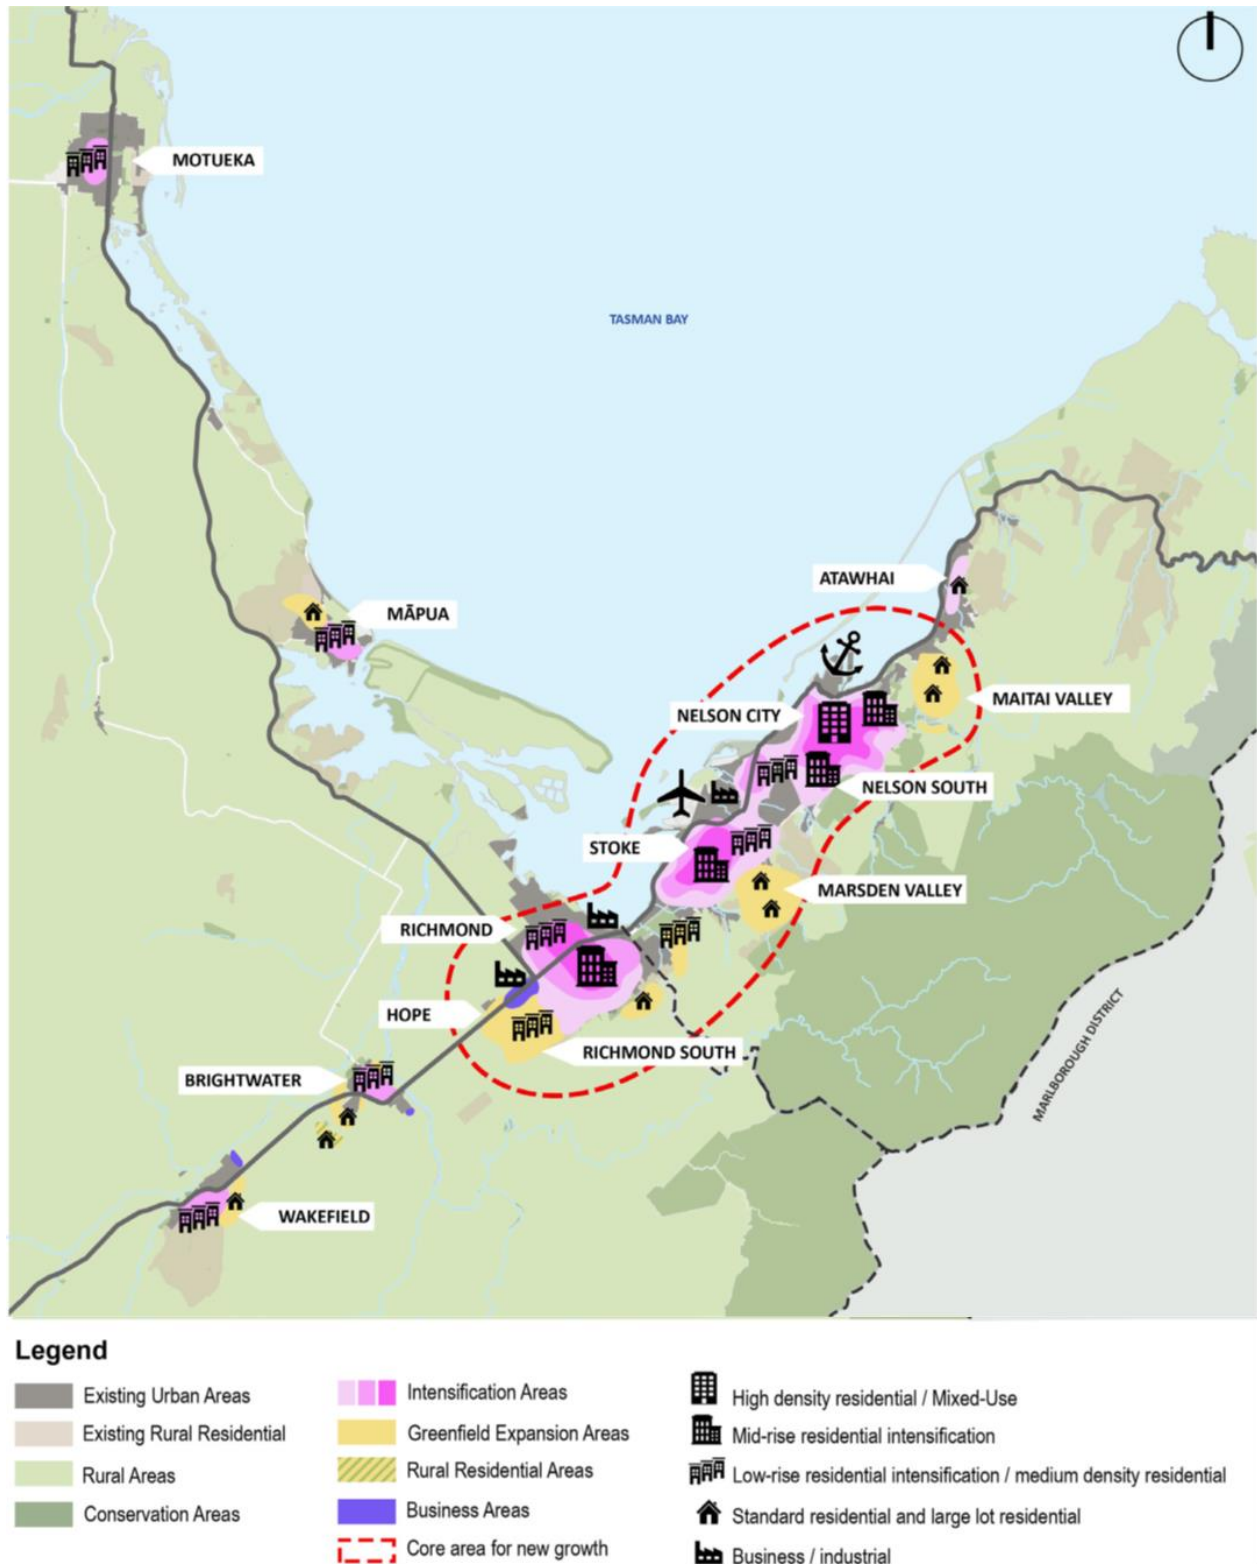 MOTUEKA
TASMAN BAY
ATAWHAI
MĀPUA
MAITAI VALLEY
NELSON CITY
NELSON SOUTH
STOKE
MARSDEN VALLEY
RICHMOND
HOPE
RICHMOND SOUTH
BRIGHTWATER
MARLBOROUGH DISTRICT
WAKEFIELD
Legend
Existing Urban Areas
Existing Rural Residential
Rural Areas
Conservation Areas
Intensification Areas
Greenfield Expansion Areas
Rural Residential Areas
Business Areas
Core area for new growth
High density residential / Mixed-Use
Mid-rise residential intensification
Low-rise residential intensification / medium density residential
Standard residential and large lot residential
Business / industrial